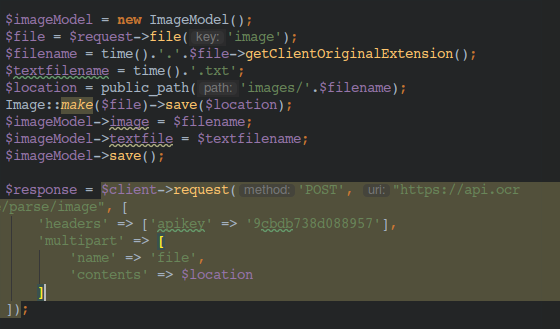 $imageModel = new ImageModel();
$file = $request->file( key: 'image');
$filename = time().'.'.$file->getClientOriginalExtension();
$textfilename = time().'.txt';
$location = public_path( path: 'images/'.$filename);
Image::make($file)->save($location);
$imageModel->image = $filename;
$imageModel->textfile = $textfilename;
$imageModel->save();
$response = $client->request( method: 'POST', uri: "https://api.ocr
/parse/image", [
'headers' => ['apikey' => '9cbdb738d088957'],
'multipart' => [
'name' => 'file',
'contents' => $location
]
]);